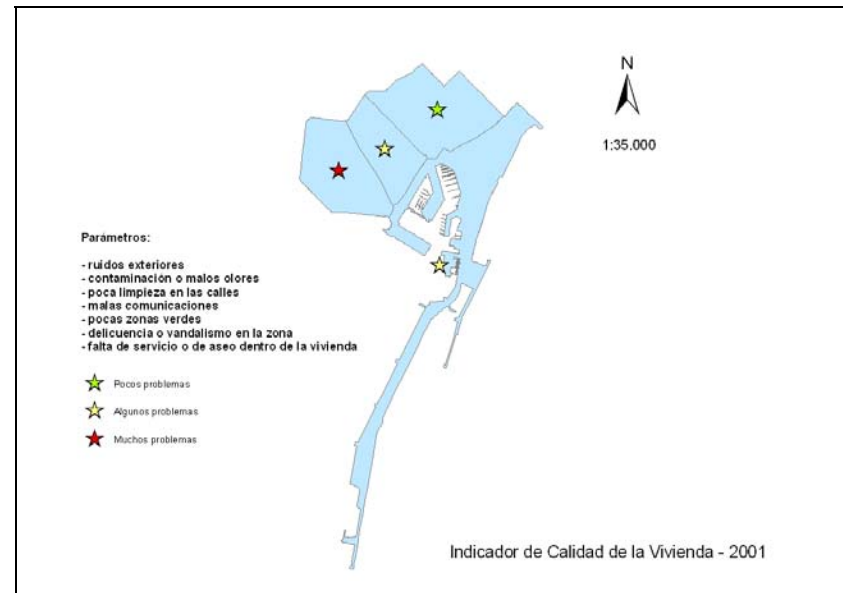 N
1:35.000
Parámetros:
- ruidos exteriores
- contaminación o malos olores
- poca limpieza en las calles
- malas comunicaciones
- pocas zonas verdes
- delicuencia o vandalismo en la zona
- falta de servicio o de aseo dentro de la vivienda
Pocos problemas
Algunos problemas
Muchos problemas
Indicador de Calidad de la Vivienda - 2001